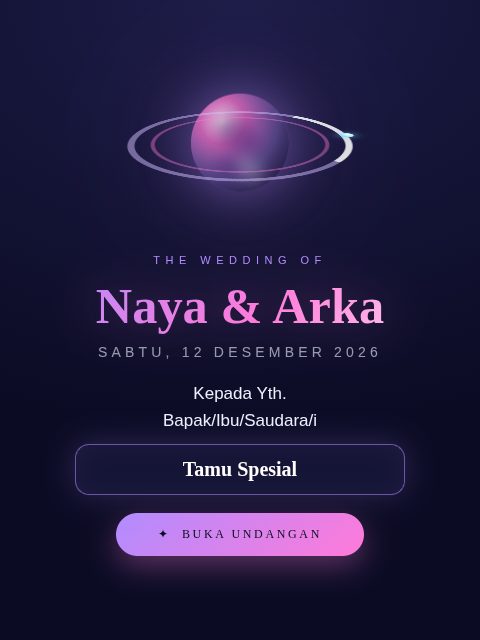 THE WEDDING OF
Naya & Arka
SABTU, 12 DESEMBER 2026
Kepada Yth.
Bapak/Ibu/Saudara/i
Tamu Spesial
✦ BUKA UNDANGAN